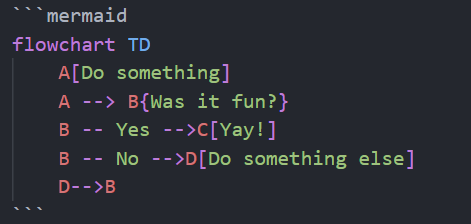 ```mermaid
flowchart TD
    A[Do something]
    A --> B{Was it fun?}
    B -- Yes -->C[Yay!]
    B -- No -->D[Do something else]
    D-->B
```